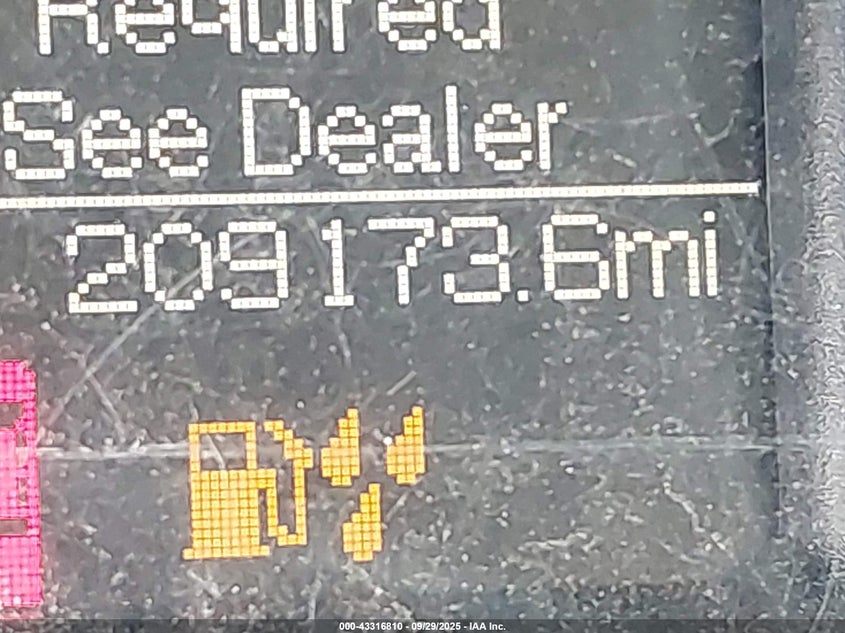 Required
See Dealer
209173.6mi
000-43316810 - 09/29/2025 - IAA Inc.